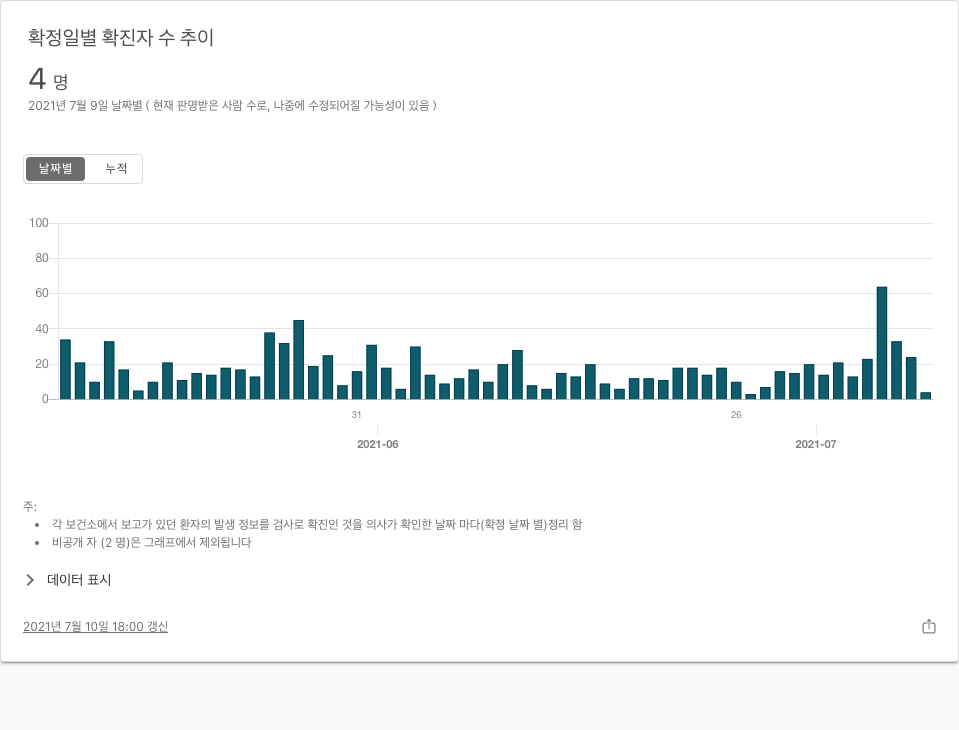 확정일별 확진자 수 추이
4 명
2021년 7월 9일 날짜별 ( 현재 판명받은 사람 수로, 나중에 수정되어질 가능성이 있음 )
날짜별 누적
100
80
60
40
20
0
31 26
2021-06 2021-07
주:
• 각 보건소에서 보고가 있던 환자의 발생 정보를 검사로 확진인 것을 의사가 확인한 날짜 마다(확정 날짜 별)정리 함
• 비공개 자 (2 명)은 그래프에서 제외됩니다
데이터 표시
2021년 7월 10일 18:00 갱신